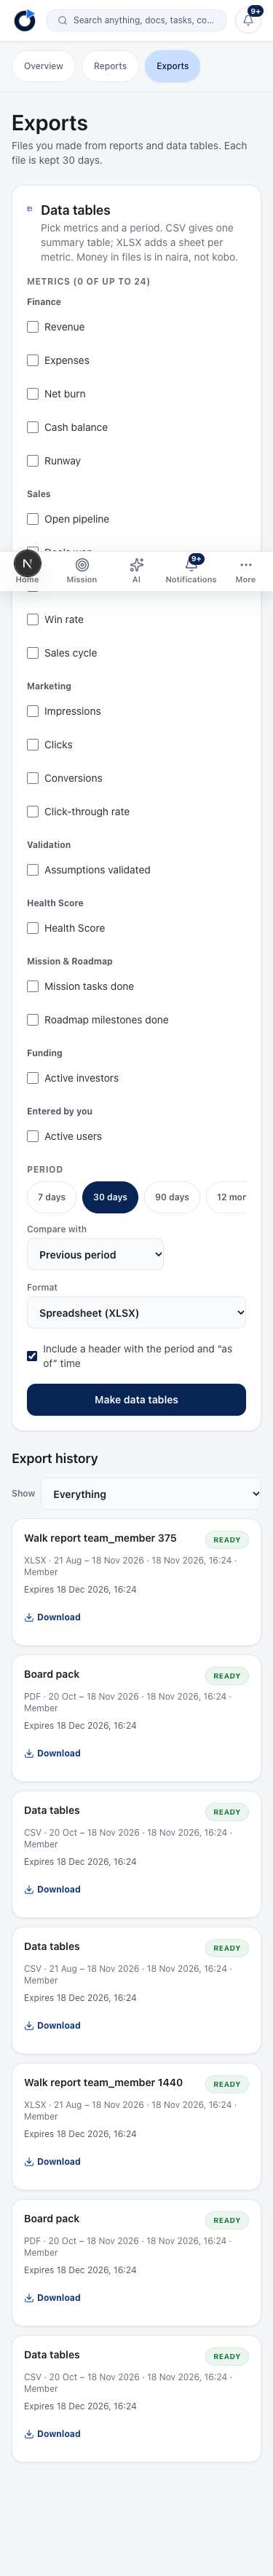 Search anything, docs, tasks, co...
9+
Overview
Reports
Exports
Exports
Files you made from reports and data tables. Each
file is kept 30 days.
Data tables
Pick metrics and a period. CSV gives one
summary table; XLSX adds a sheet per
metric. Money in files is in naira, not kobo.
METRICS (0 OF UP TO 24)
Finance
Revenue
Expenses
Net burn
Cash balance
Runway
Sales
Open pipeline
N
9+
Home
Mission
AI
Notifications
More
Win rate
Sales cycle
Marketing
Impressions
Clicks
Conversions
Click-through rate
Validation
Assumptions validated
Health Score
Health Score
Mission & Roadmap
Mission tasks done
Roadmap milestones done
Funding
Active investors
Entered by you
Active users
PERIOD
7 days
30 days
90 days
12 mor
Compare with
Previous period
Format
Spreadsheet (XLSX)
Include a header with the period and “as
of” time
Make data tables
Export history
Show
Everything
Walk report team_member 375
READY
XLSX · 21 Aug – 18 Nov 2026 · 18 Nov 2026, 16:24 ·
Member
Expires 18 Dec 2026, 16:24
Download
Board pack
READY
PDF · 20 Oct – 18 Nov 2026 · 18 Nov 2026, 16:24 ·
Member
Expires 18 Dec 2026, 16:24
Download
Data tables
READY
CSV · 20 Oct – 18 Nov 2026 · 18 Nov 2026, 16:24 ·
Member
Expires 18 Dec 2026, 16:24
Download
Data tables
READY
CSV · 21 Aug – 18 Nov 2026 · 18 Nov 2026, 16:24 ·
Member
Expires 18 Dec 2026, 16:24
Download
Walk report team_member 1440
READY
XLSX · 21 Aug – 18 Nov 2026 · 18 Nov 2026, 16:24 ·
Member
Expires 18 Dec 2026, 16:24
Download
Board pack
READY
PDF · 20 Oct – 18 Nov 2026 · 18 Nov 2026, 16:24 ·
Member
Expires 18 Dec 2026, 16:24
Download
Data tables
READY
CSV · 20 Oct – 18 Nov 2026 · 18 Nov 2026, 16:24 ·
Member
Expires 18 Dec 2026, 16:24
Download